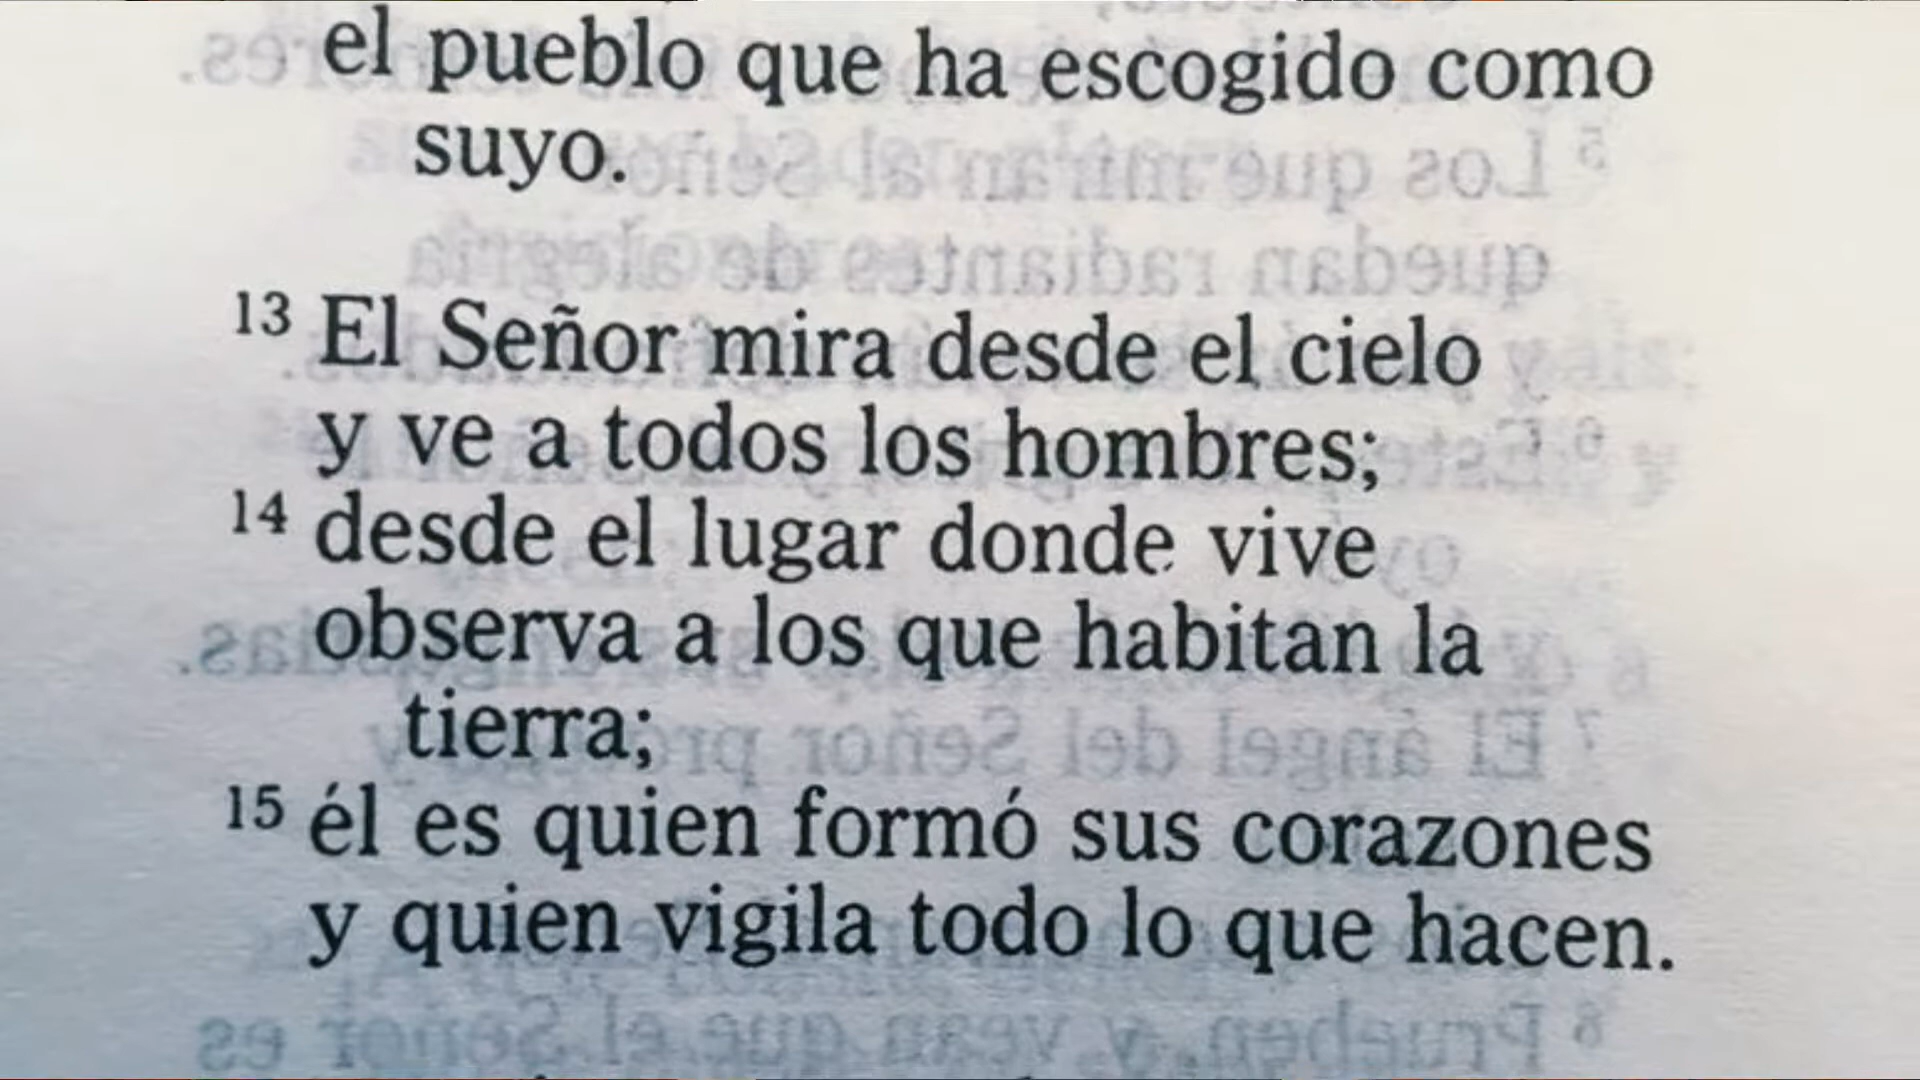 el pueblo que ha escogido como
suyo.
13 El Señor mira desde el cielo
y ve a todos los hombres;
14 desde el lugar donde vive
observa a los que habitan la
tierra;
15 él es quien formó sus corazones
y quien vigila todo lo que hacen.